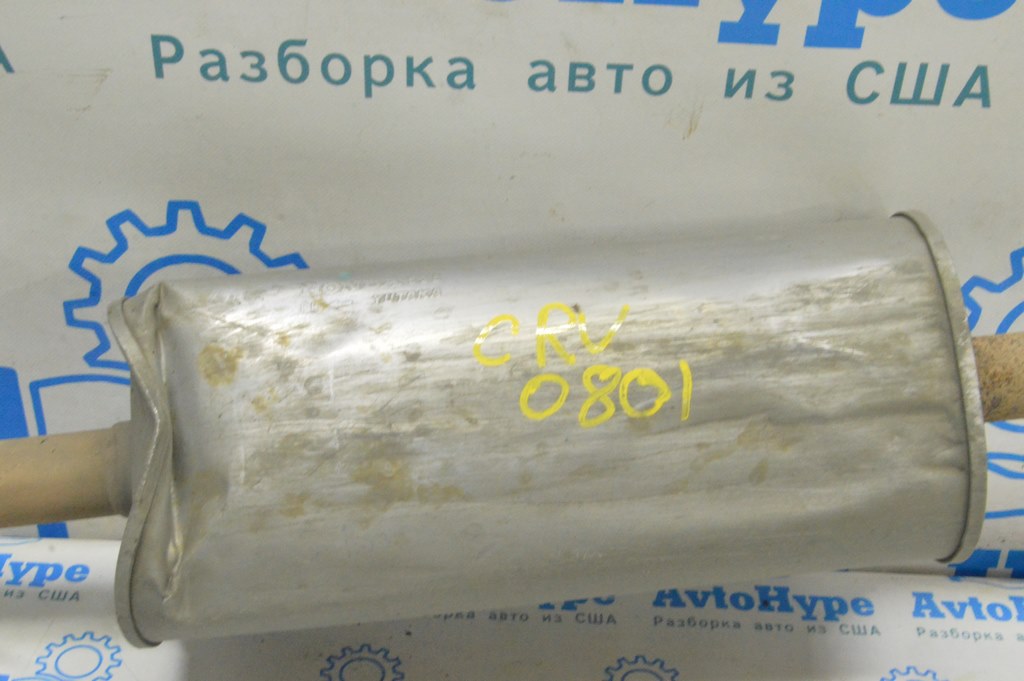 AvtoHype
Разборка авто из США
CRV
0801
Hype
из США
AvtoHype
Разборка авто из США
AvtoHype
Разборка
авто из США